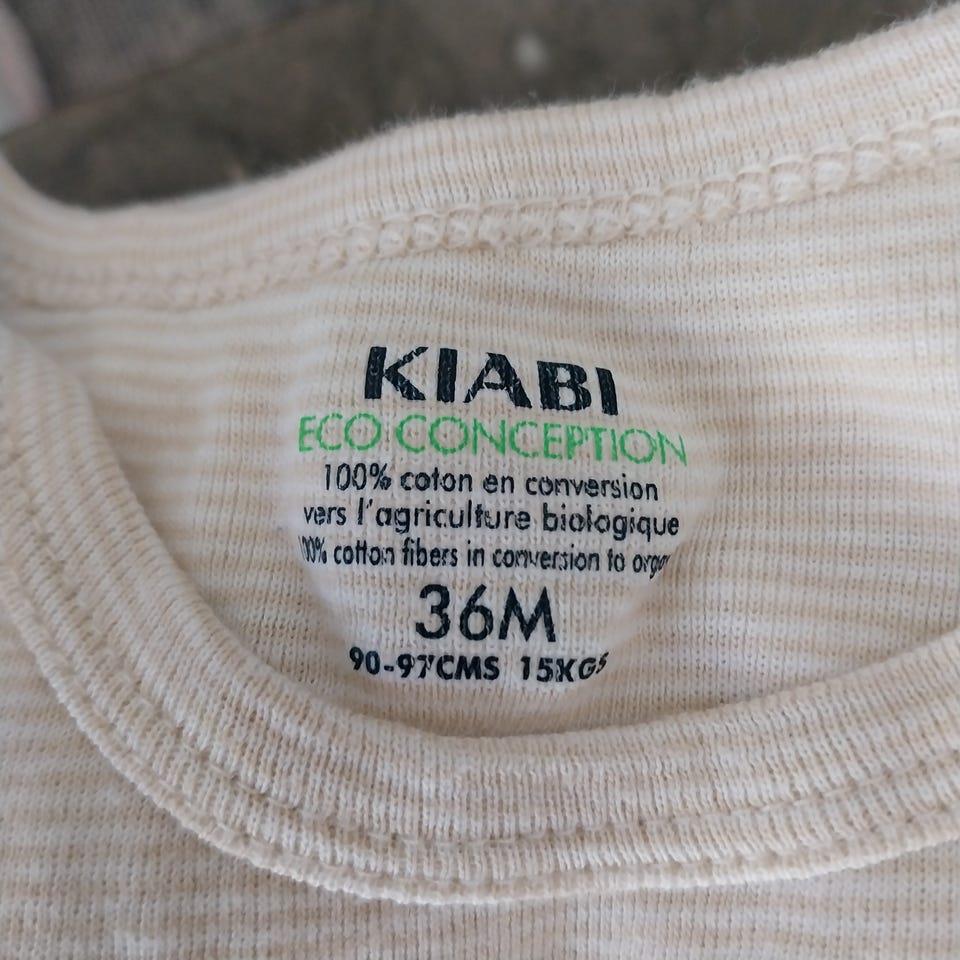 KIABI
ECO CONCEPTION
100% coton en conversion
vers l'agriculture biologique
100% cotton fibers in conversion to
36M
90-97CMS 15KGS